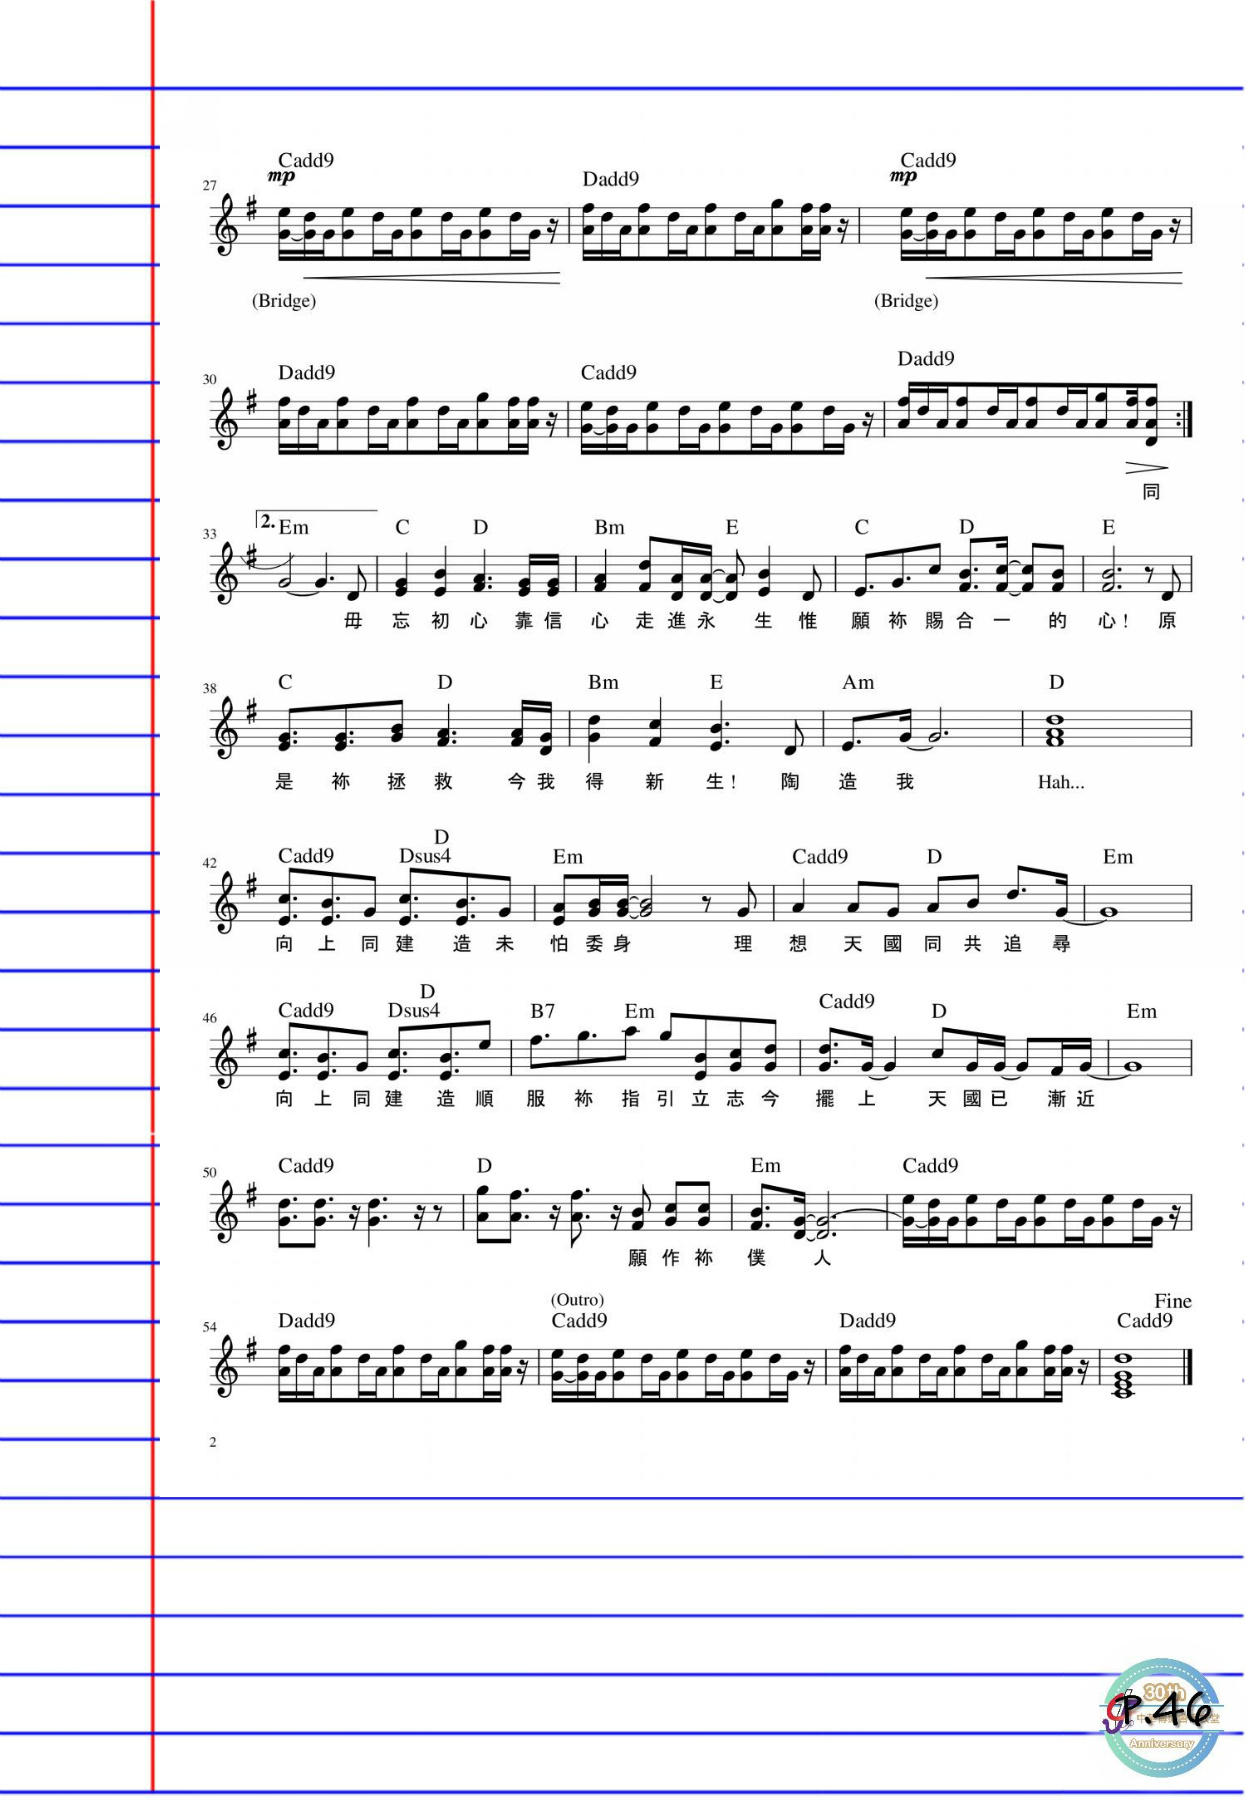 Cadd9 Dadd9 Cadd9
mp mp
27
(Bridge) (Bridge)
Dadd9 Cadd9 Dadd9
30
同
2. Em C D Bm E C D E
33
毋 忘 初 心 靠 信 心 走 進 永 生 惟 願 祢 賜 合 一 的 心! 原
C D Bm E Am D
38
是 祢 拯 救 今 我 得 新 生! 陶 造 我 Hah...
D
Cadd9 Dsus4 Em Cadd9 D Em
42
向 上 同 建 造 未 怕 委 身 理 想 天 國 同 共 追 尋
D
Cadd9 Dsus4 B7 Em Cadd9 D Em
46
向 上 同 建 造 順 服 祢 指 引 立 志 今 擺 上 天 國 已 漸 近
Cadd9 D Em Cadd9
50
願 作 祢 僕 人
(Outro) Fine
Dadd9 Cadd9 Dadd9 Cadd9
54
2
30th
P.46
Anniversary